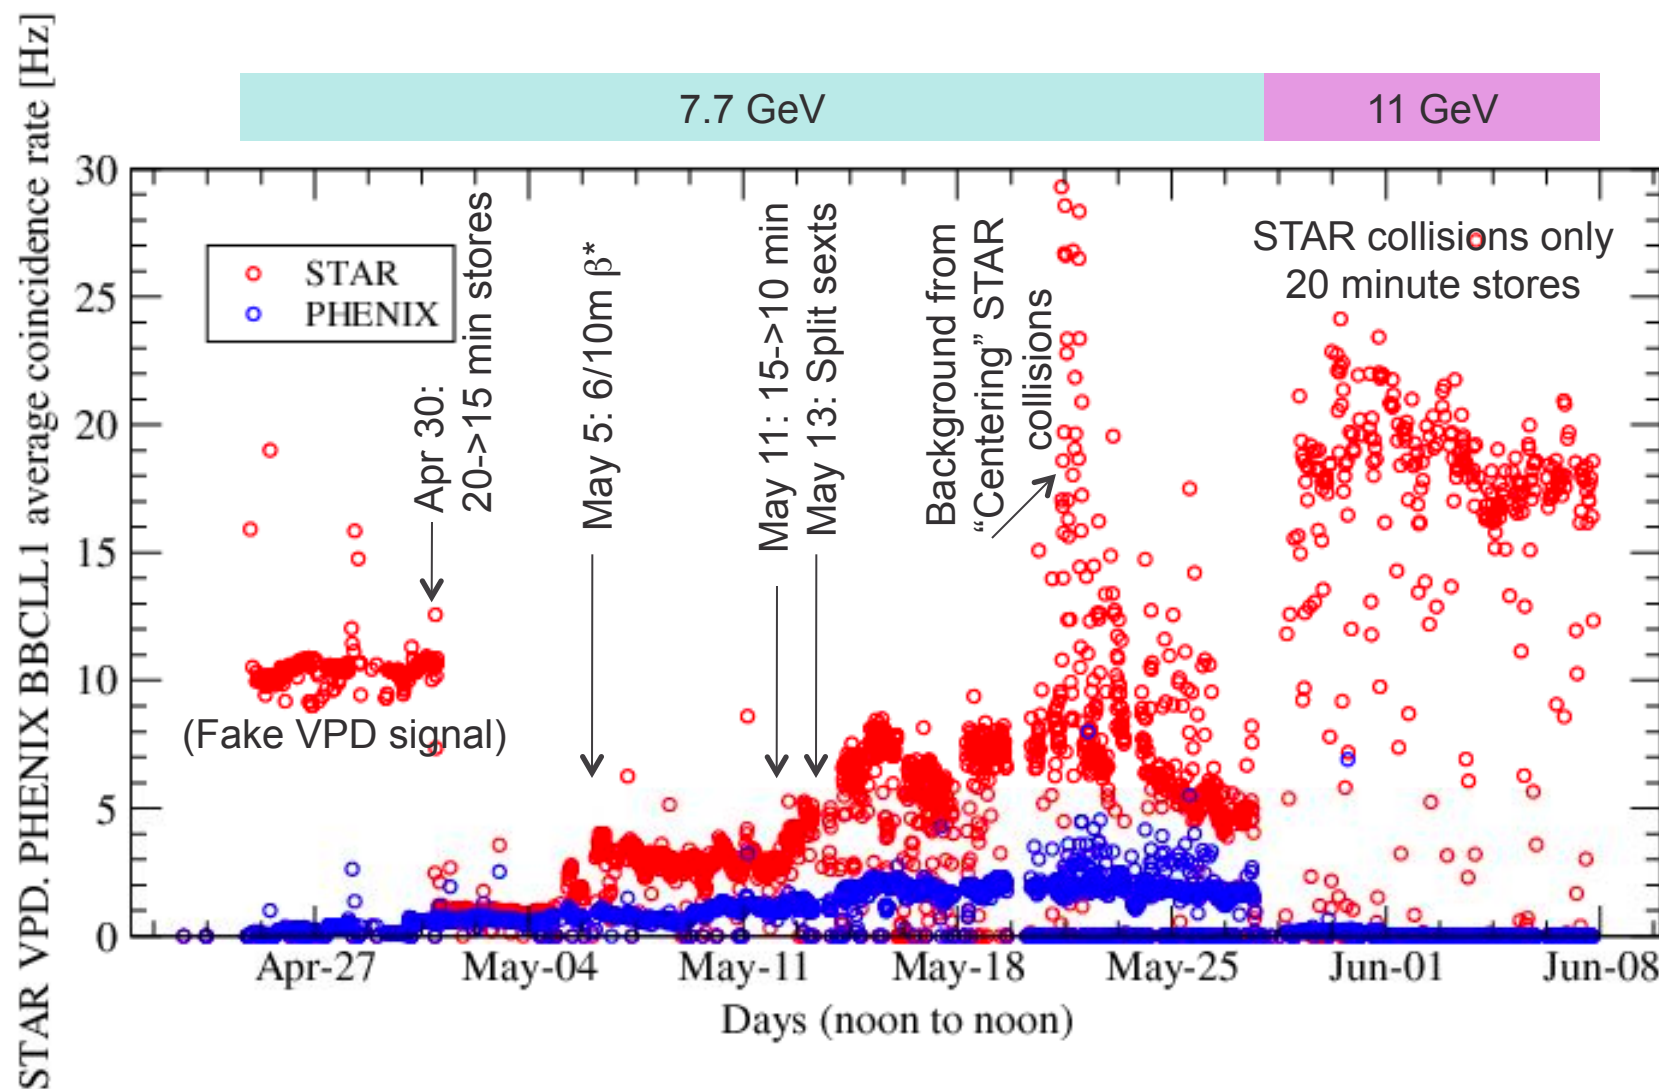 STAR VPD, PHENIX BBCLL1 average coincidence rate [Hz]
7.7 GeV
11 GeV
30
25
20
15
10
5
0
STAR
PHENIX
Apr 30:
20->15 min stores
May 5: 6/10m β*
May 11: 15->10 min
May 13: Split sexts
Background from
“Centering” STAR
collisions
STAR collisions only
20 minute stores
(Fake VPD signal)
Apr-27
May-04
May-11
May-18
May-25
Jun-01
Jun-08
Days (noon to noon)